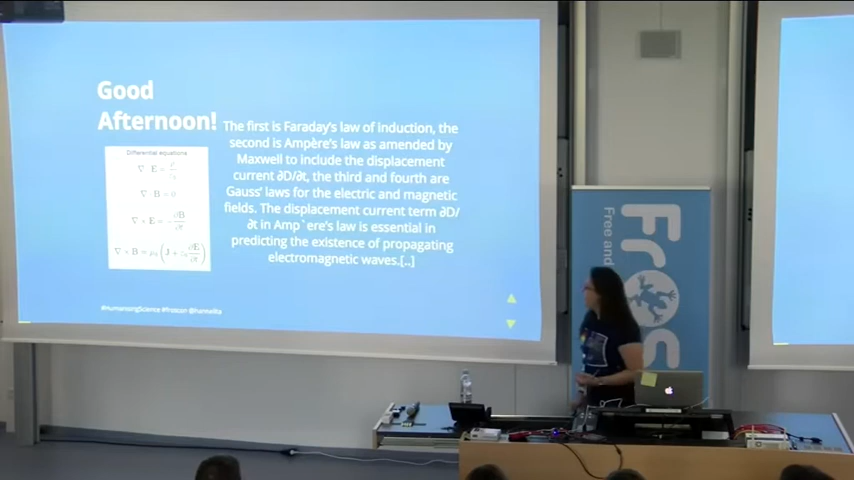 Good
Afternoon!
The first is Faraday's law of induction, the
second is Ampère's law as amended by
Maxwell to include the displacement
current ∂D/∂t, the third and fourth are
Gauss' laws for the electric and magnetic
fields. The displacement current term ∂D/
∂t in Amp`ere's law is essential in
predicting the existence of propagating
electromagnetic waves.[..]
Differential equations
∇ · B = 0
∇ × E = −∂B/∂t
#HumanisingScience #froscon @harmelita
Free and
FrOSC